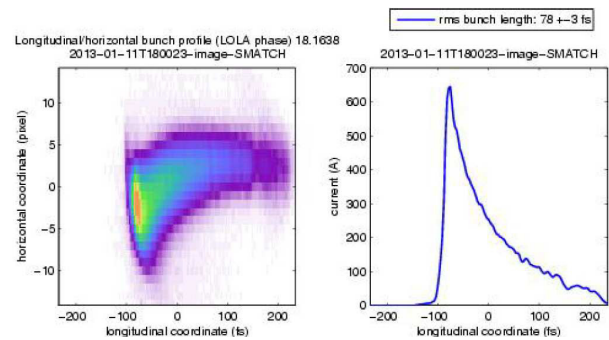 rms bunch length: 78 +−3 fs
Longitudinal/horizontal bunch profile (LOLA phase) 18.1638
2013−01−11T180023−image−SMATCH
horizontal coordinate (pixel)
10
5
0
−5
−10
−200
−100
0
100
200
longitudinal coordinate (fs)
2013−01−11T180023−image−SMATCH
current (A)
700
600
500
400
300
200
100
0
−200
−100
0
100
200
longitudinal coordinate (fs)